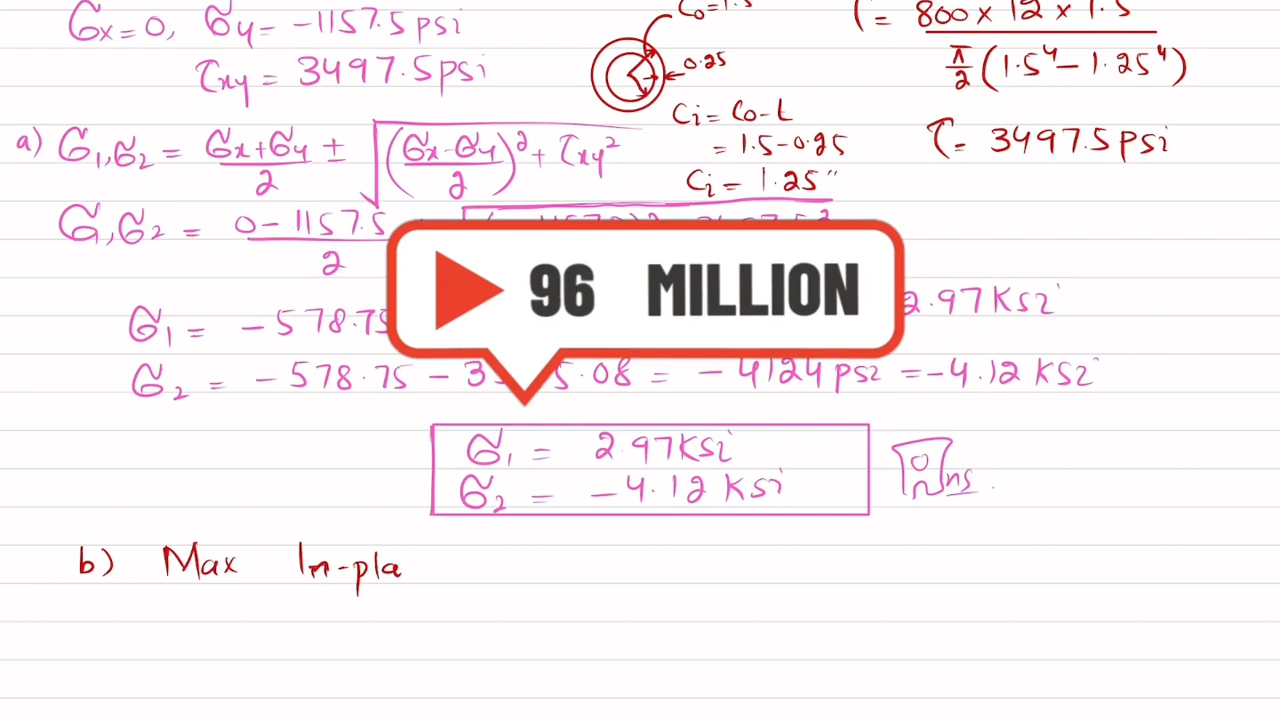 σx = 0, σy = -1157.5 psi
τxy = 3497.5 psi
a) σ1, σ2 = (σx + σy)/2 ± √(((σx - σy)/2)² + τxy²)
σ1, σ2 = (0 - 1157.5)/2
σ1 = - 578.75
2.97 Ksi
σ2 = - 578.75 - 3 5.08 = - 4124 psi = -4.12 Ksi
σ1 = 2.97 Ksi
σ2 = -4.12 Ksi
ns
b) Max In-pla
Co=1.5
0.25
Ci = Co - t
= 1.5 - 0.25
Ci = 1.25"
τ = (800 × 12 × 1.5)/(π/2 (1.5⁴ - 1.25⁴))
τ = 3497.5 psi
96 MILLION